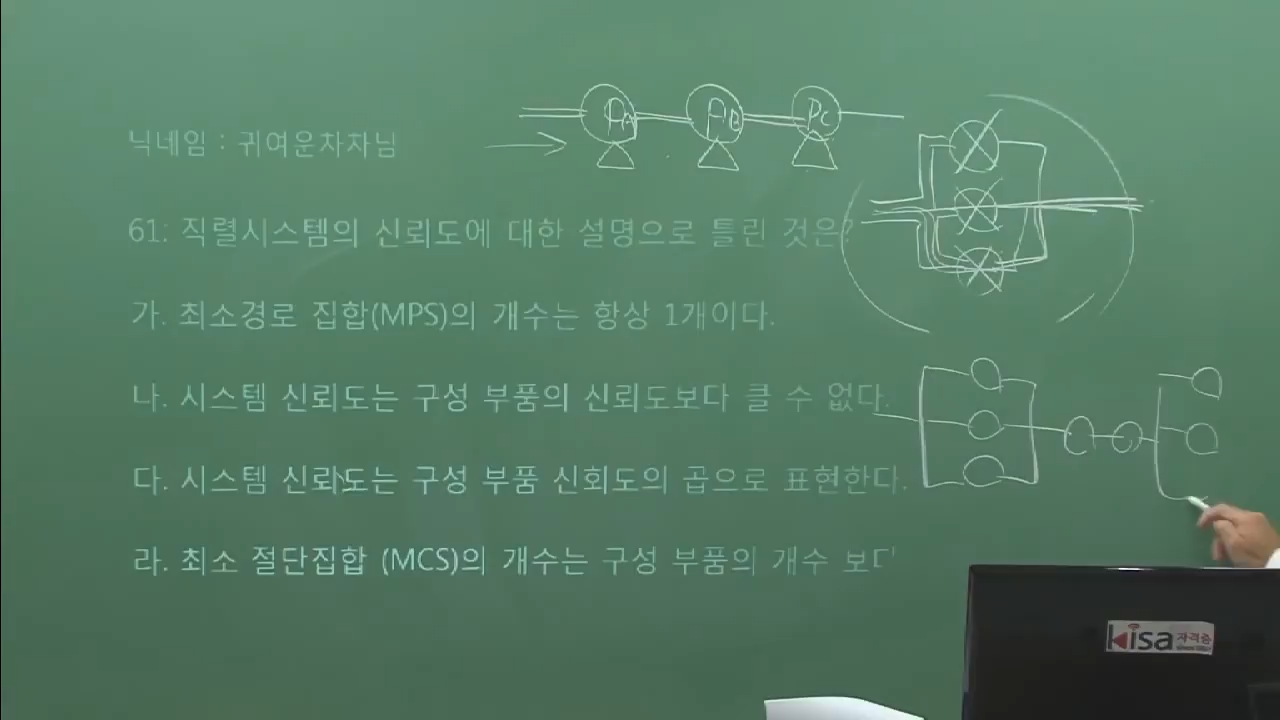 PA PB PC
닉네임 : 귀여운차차님
61: 직렬시스템의 신뢰도에 대한 설명으로 틀린 것은?
가. 최소경로 집합(MPS)의 개수는 항상 1개이다.
나. 시스템 신뢰도는 구성 부품의 신뢰도보다 클 수 없다.
다. 시스템 신뢰도는 구성 부품 신회도의 곱으로 표현한다.
라. 최소 절단집합 (MCS)의 개수는 구성 부품의 개수 보다
kisa 자격증